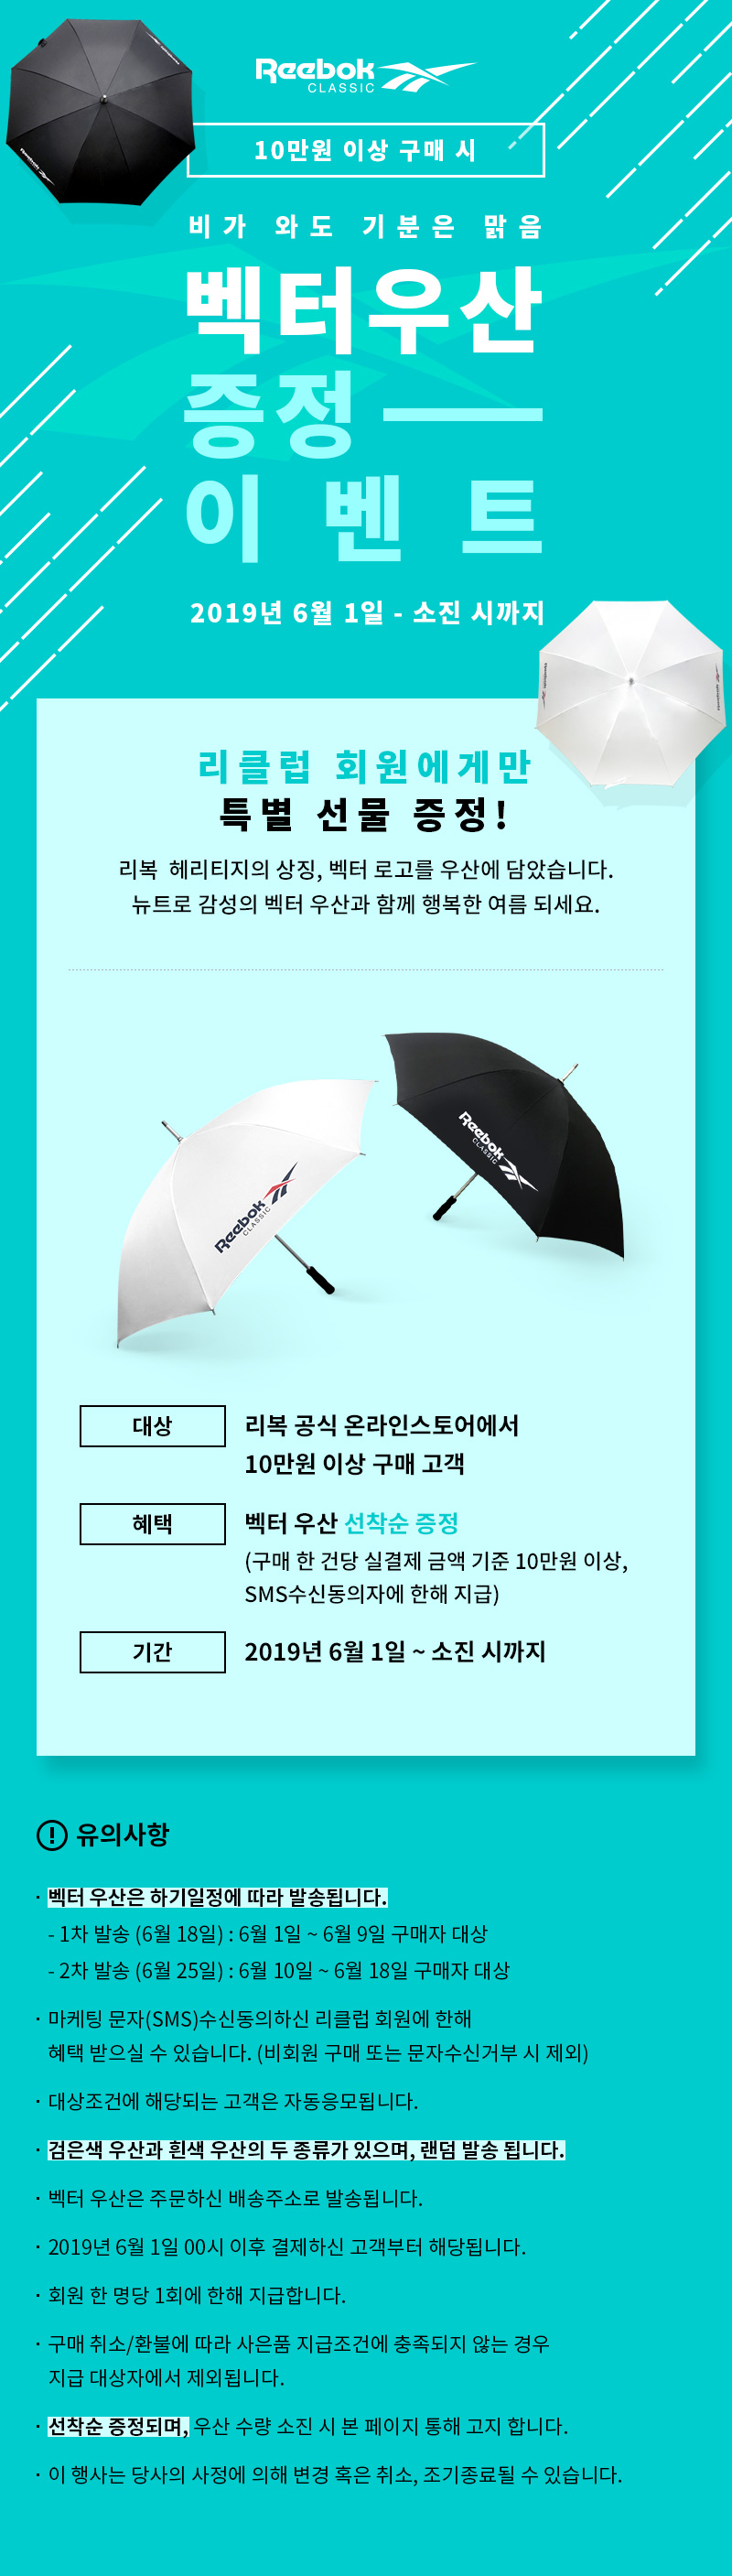 Reebok
CLASSIC
10만원 이상 구매 시
비가 와도 기분은 맑음
벡터우산
증정
이벤트
2019년 6월 1일 - 소진 시까지
리클럽 회원에게만
특별 선물 증정!
리복 헤리티지의 상징, 벡터 로고를 우산에 담았습니다.
뉴트로 감성의 벡터 우산과 함께 행복한 여름 되세요.
Reebok
CLASSIC
Reebok
CLASSIC
대상
리복 공식 온라인스토어에서
10만원 이상 구매 고객
혜택
벡터 우산 선착순 증정
(구매 한 건당 실결제 금액 기준 10만원 이상,
SMS수신동의자에 한해 지급)
기간
2019년 6월 1일 ~ 소진 시까지
유의사항
· 벡터 우산은 하기일정에 따라 발송됩니다.
- 1차 발송 (6월 18일) : 6월 1일 ~ 6월 9일 구매자 대상
- 2차 발송 (6월 25일) : 6월 10일 ~ 6월 18일 구매자 대상
· 마케팅 문자(SMS)수신동의하신 리클럽 회원에 한해
혜택 받으실 수 있습니다. (비회원 구매 또는 문자수신거부 시 제외)
· 대상조건에 해당되는 고객은 자동응모됩니다.
· 검은색 우산과 흰색 우산의 두 종류가 있으며, 랜덤 발송 됩니다.
· 벡터 우산은 주문하신 배송주소로 발송됩니다.
· 2019년 6월 1일 00시 이후 결제하신 고객부터 해당됩니다.
· 회원 한 명당 1회에 한해 지급합니다.
· 구매 취소/환불에 따라 사은품 지급조건에 충족되지 않는 경우
지급 대상자에서 제외됩니다.
· 선착순 증정되며, 우산 수량 소진 시 본 페이지 통해 고지 합니다.
· 이 행사는 당사의 사정에 의해 변경 혹은 취소, 조기종료될 수 있습니다.